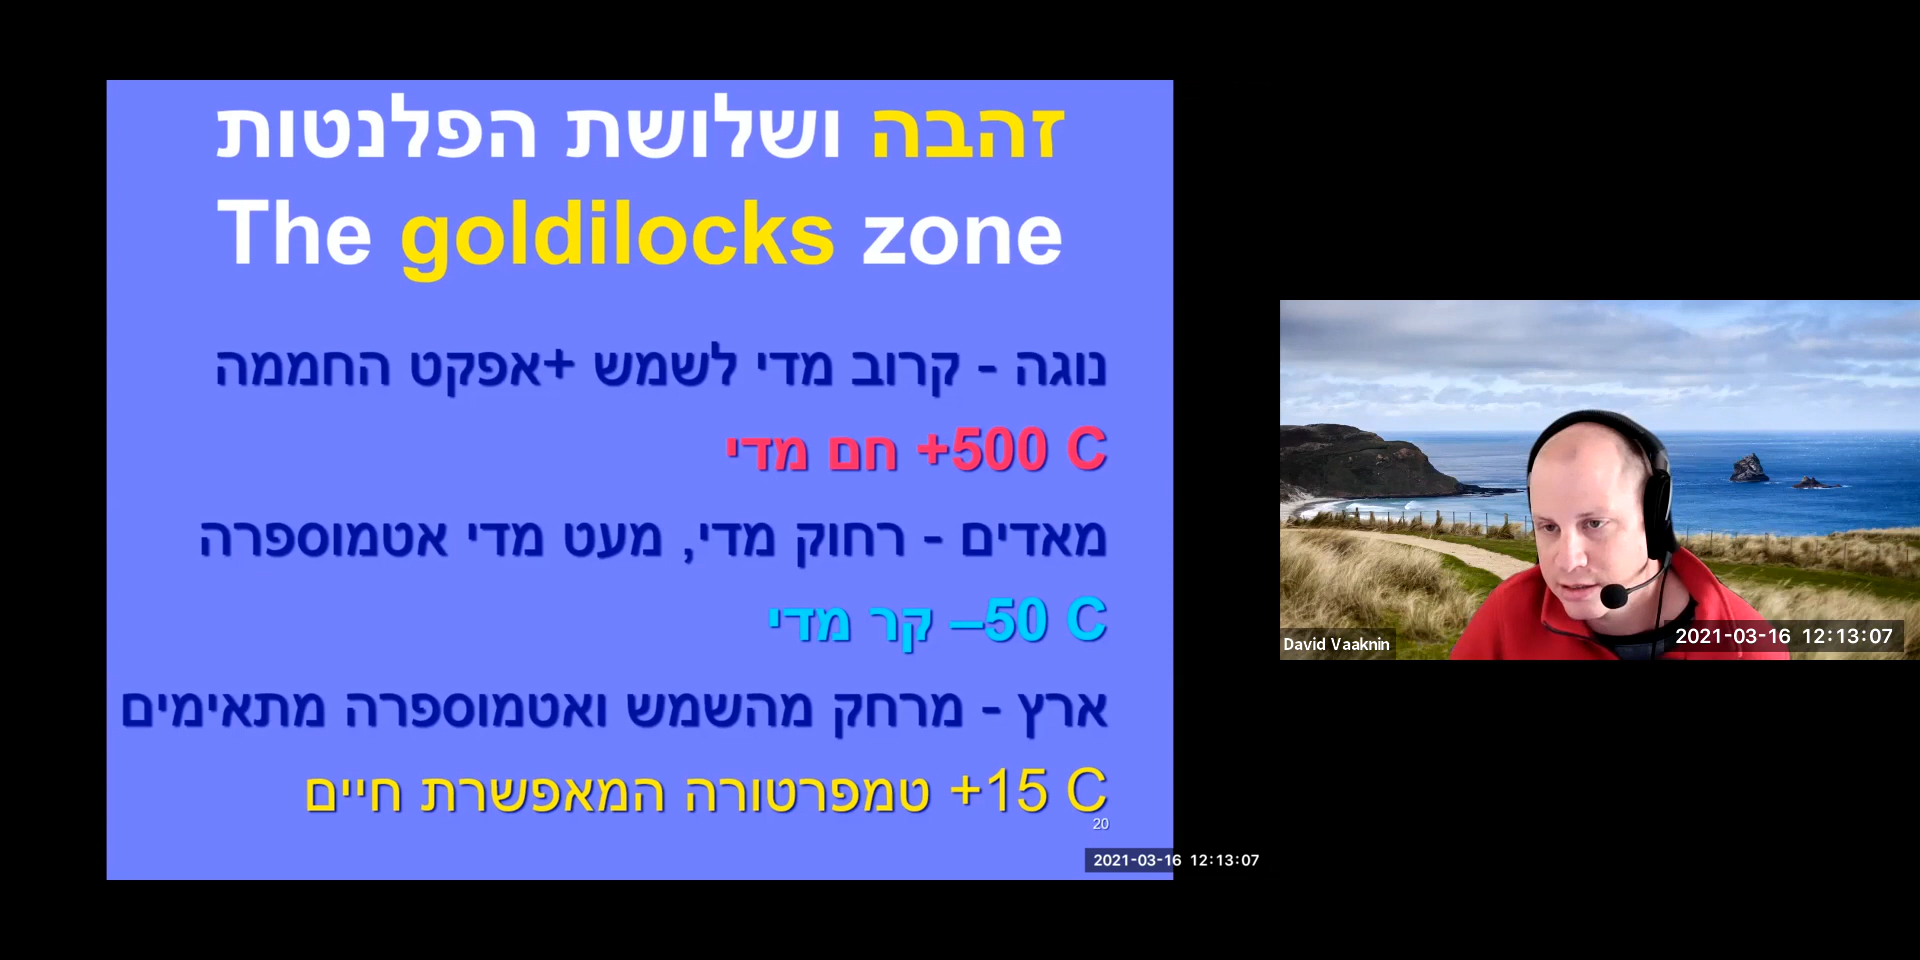 זהבה ושלושת הפלנטות
The goldilocks zone
נוגה - קרוב מדי לשמש +אפקט החממה
+500 C חם מדי
מאדים - רחוק מדי, מעט מדי אטמוספרה
–50 C קר מדי
ארץ - מרחק מהשמש ואטמוספרה מתאימים
+15 C טמפרטורה המאפשרת חיים
20
2021-03-16 12:13:07
David Vaaknin
2021-03-16 12:13:07